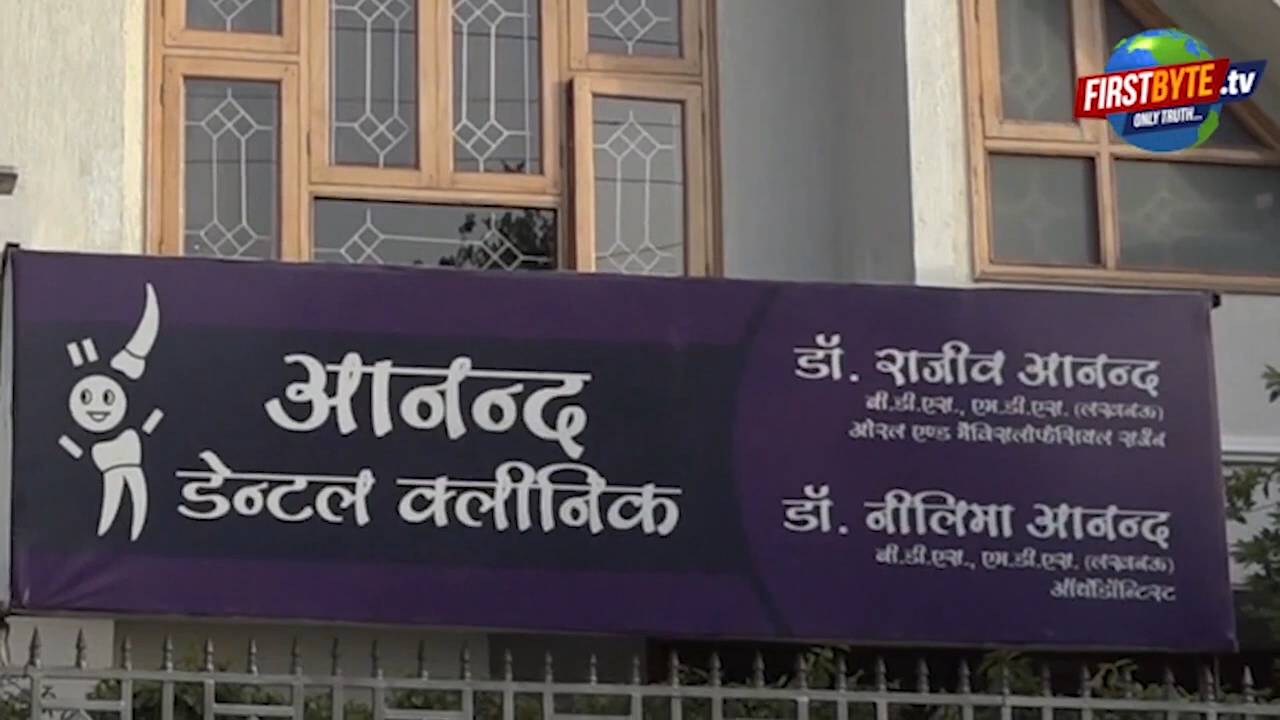 FIRSTBYTE.tv
ONLY TRUTH...
आनन्द
डेन्टल क्लीनिक
डॉ. राजीव आनन्द
बी.डी.एस., एम.डी.एस. (लखनऊ)
ओरल एण्ड मैक्सिलोफेशियल सर्जन
डॉ. नीलिमा आनन्द
बी.डी.एस., एम.डी.एस. (लखनऊ)
ऑर्थोडॉन्टिस्ट